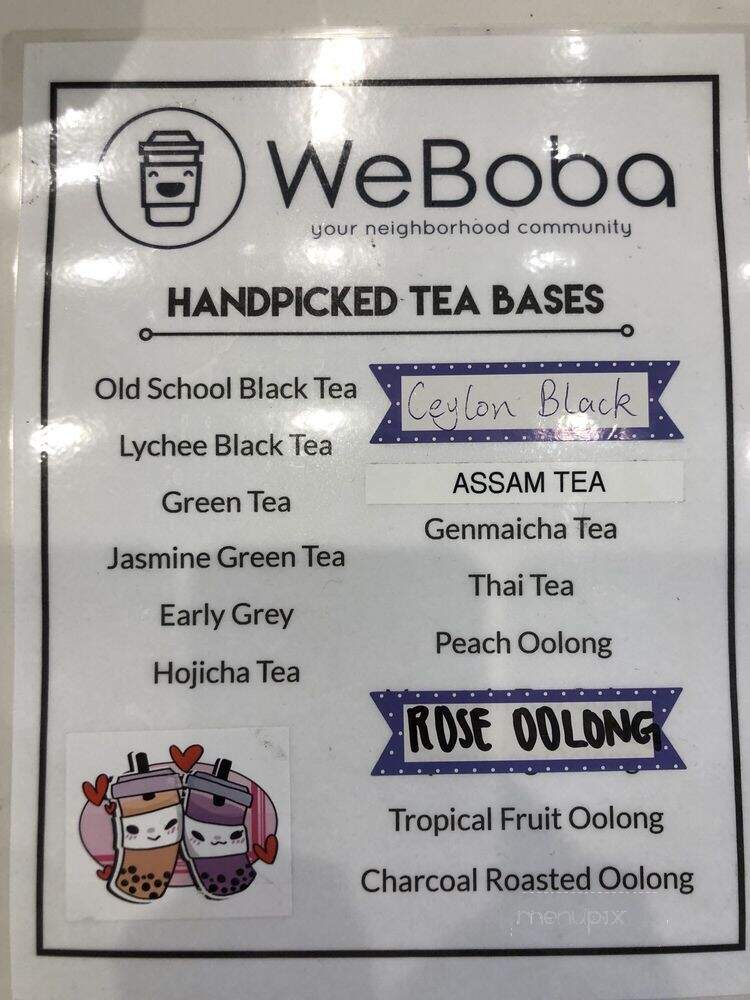 WeBoba
your neighborhood community
HANDPICKED TEA BASES
Old School Black Tea
Lychee Black Tea
Green Tea
Jasmine Green Tea
Early Grey
Hojicha Tea
Ceylon Black
ASSAM TEA
Genmaicha Tea
Thai Tea
Peach Oolong
ROSE OOLONG
Tropical Fruit Oolong
Charcoal Roasted Oolong
menupix